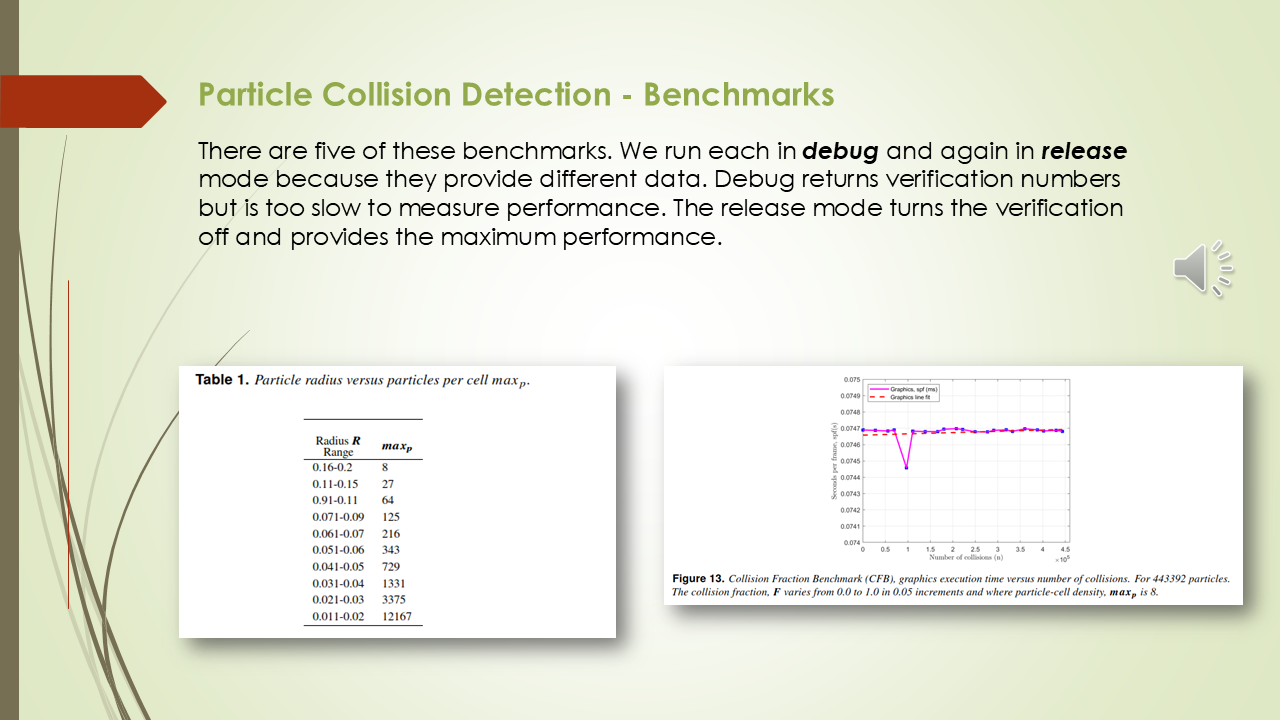 Particle Collision Detection - Benchmarks
There are five of these benchmarks. We run each in debug and again in release
mode because they provide different data. Debug returns verification numbers
but is too slow to measure performance. The release mode turns the verification
off and provides the maximum performance.
Table 1. Particle radius versus particles per cell maxp.
Radius R
Range
maxp
0.16-0.2 8
0.11-0.15 27
0.91-0.11 64
0.071-0.09 125
0.061-0.07 216
0.051-0.06 343
0.041-0.05 729
0.031-0.04 1331
0.021-0.03 3375
0.011-0.02 12167
Graphics, spf (ms)
Graphics line fit
Seconds per frame, spf(s)
0.075
0.0749
0.0748
0.0747
0.0746
0.0745
0.0744
0.0743
0.0742
0.0741
0.074
0 0.5 1 1.5 2 2.5 3 3.5 4 4.5
Number of collisions (n)
×10⁵
Figure 13. Collision Fraction Benchmark (CFB), graphics execution time versus number of collisions. For 443392 particles.
The collision fraction, F varies from 0.0 to 1.0 in 0.05 increments and where particle-cell density, maxp is 8.